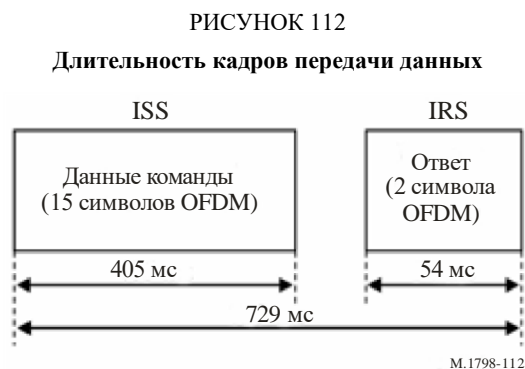 РИСУНОК 112
Длительность кадров передачи данных
ISS
IRS
Данные команды
(15 символов OFDM)
Ответ
(2 символа
OFDM)
405 мс
54 мс
729 мс
M.1798-112